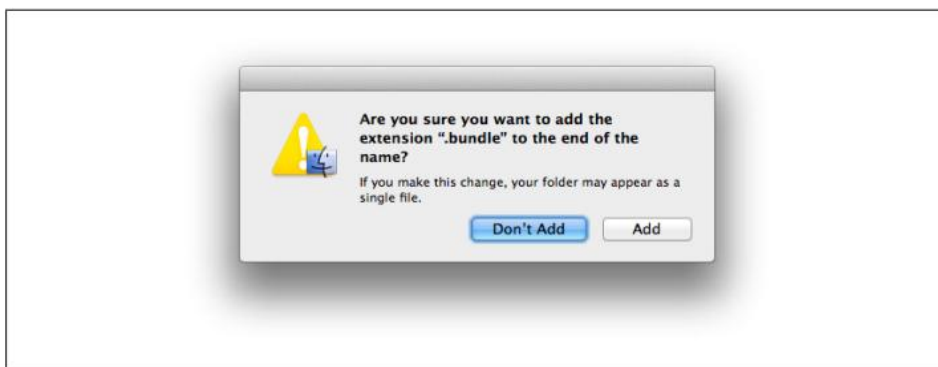 Are you sure you want to add the
extension “.bundle” to the end of the
name?
If you make this change, your folder may appear as a
single file.
Don't Add
Add